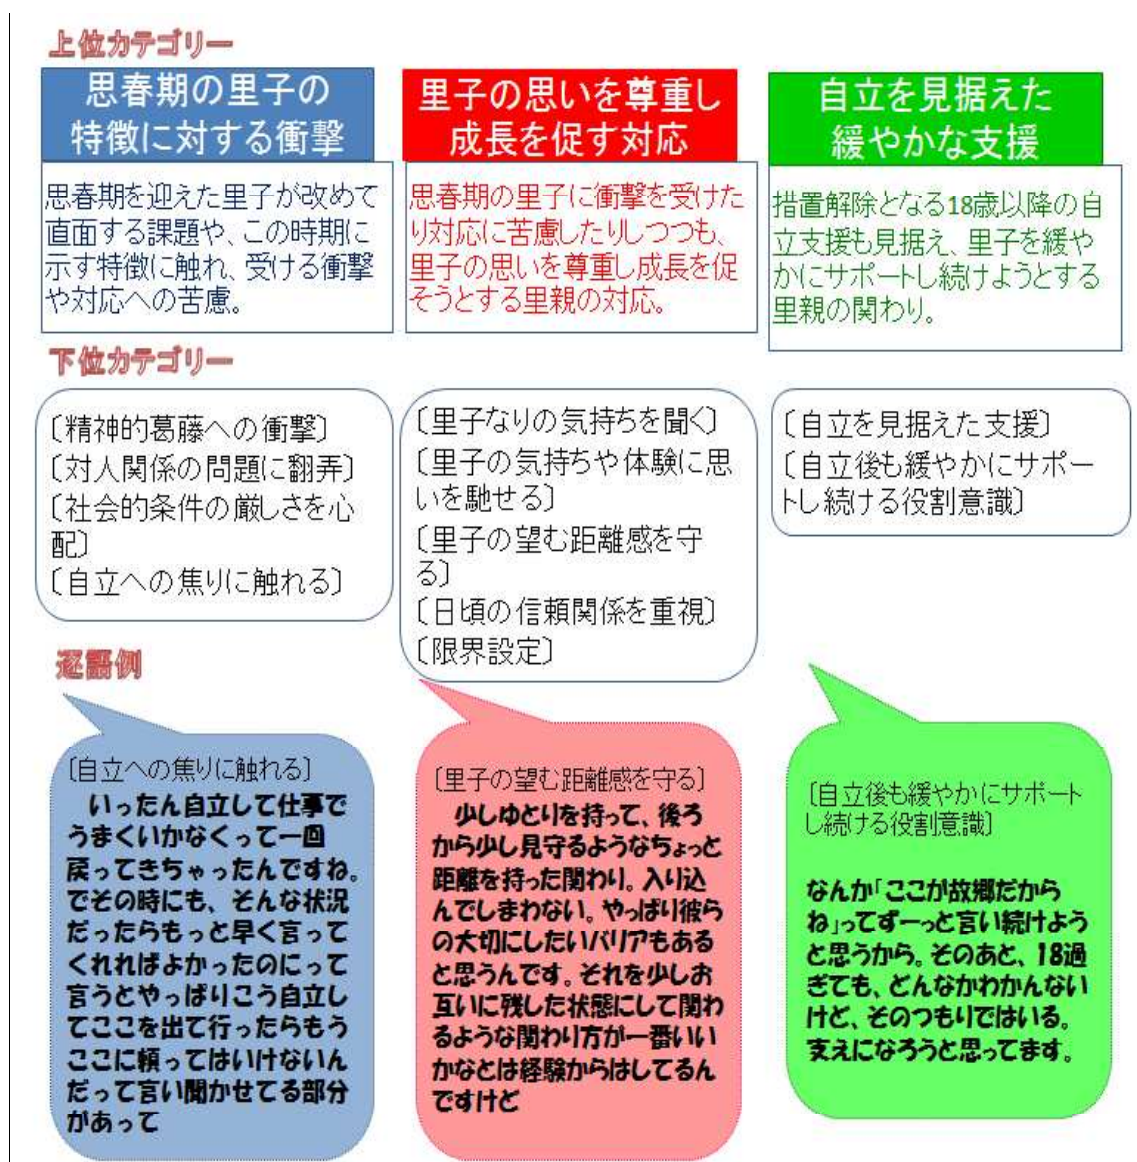 上位カテゴリー
思春期の里子の
特徴に対する衝撃
思春期を迎えた里子が改めて
直面する課題や、この時期に
示す特徴に触れ、受ける衝撃
や対応への苦慮。
里子の思いを尊重し
成長を促す対応
思春期の里子に衝撃を受けた
り対応に苦慮したりしつつも、
里子の思いを尊重し成長を促
そうとする里親の対応。
自立を見据えた
緩やかな支援
措置解除となる18歳以降の自
立支援も見据え、里子を緩や
かにサポートし続けようとする
里親の関わり。
下位カテゴリー
〔精神的葛藤への衝撃〕
〔対人関係の問題に翻弄〕
〔社会的条件の厳しさを心
配〕
〔自立への焦りに触れる〕
〔里子なりの気持ちを聞く〕
〔里子の気持ちや体験に思
いを馳せる〕
〔里子の望む距離感を守
る〕
〔日頃の信頼関係を重視〕
〔限界設定〕
〔自立を見据えた支援〕
〔自立後も緩やかにサポー
トし続ける役割意識〕
逐語例
〔自立への焦りに触れる〕
いったん自立して仕事で
うまくいかなくって一回
戻ってきちゃったんですね。
でその時にも、そんな状況
だったらもっと早く言って
くれればよかったのにって
言うとやっぱりこう自立し
てここを出て行ったらもう
ここに頼ってはいけないん
だって言い聞かせてる部分
があって
〔里子の望む距離感を守る〕
少しゆとりを持って、後ろ
から少し見守るようなちょっと
距離を持った関わり。入り込
んでしまわない。やっぱり彼ら
の大切にしたいバリアもある
と思うんです。それを少しお
互いに残した状態にして関わ
るような関わり方が一番いい
かなとは経験からはしてるん
ですけど
〔自立後も緩やかにサポート
し続ける役割意識〕
なんか「ここが故郷だから
ね」ってずーっと言い続けよう
と思うから。そのあと、18過
ぎても、どんなかわかんない
けど、そのつもりではいる。
支えになろうと思ってます。